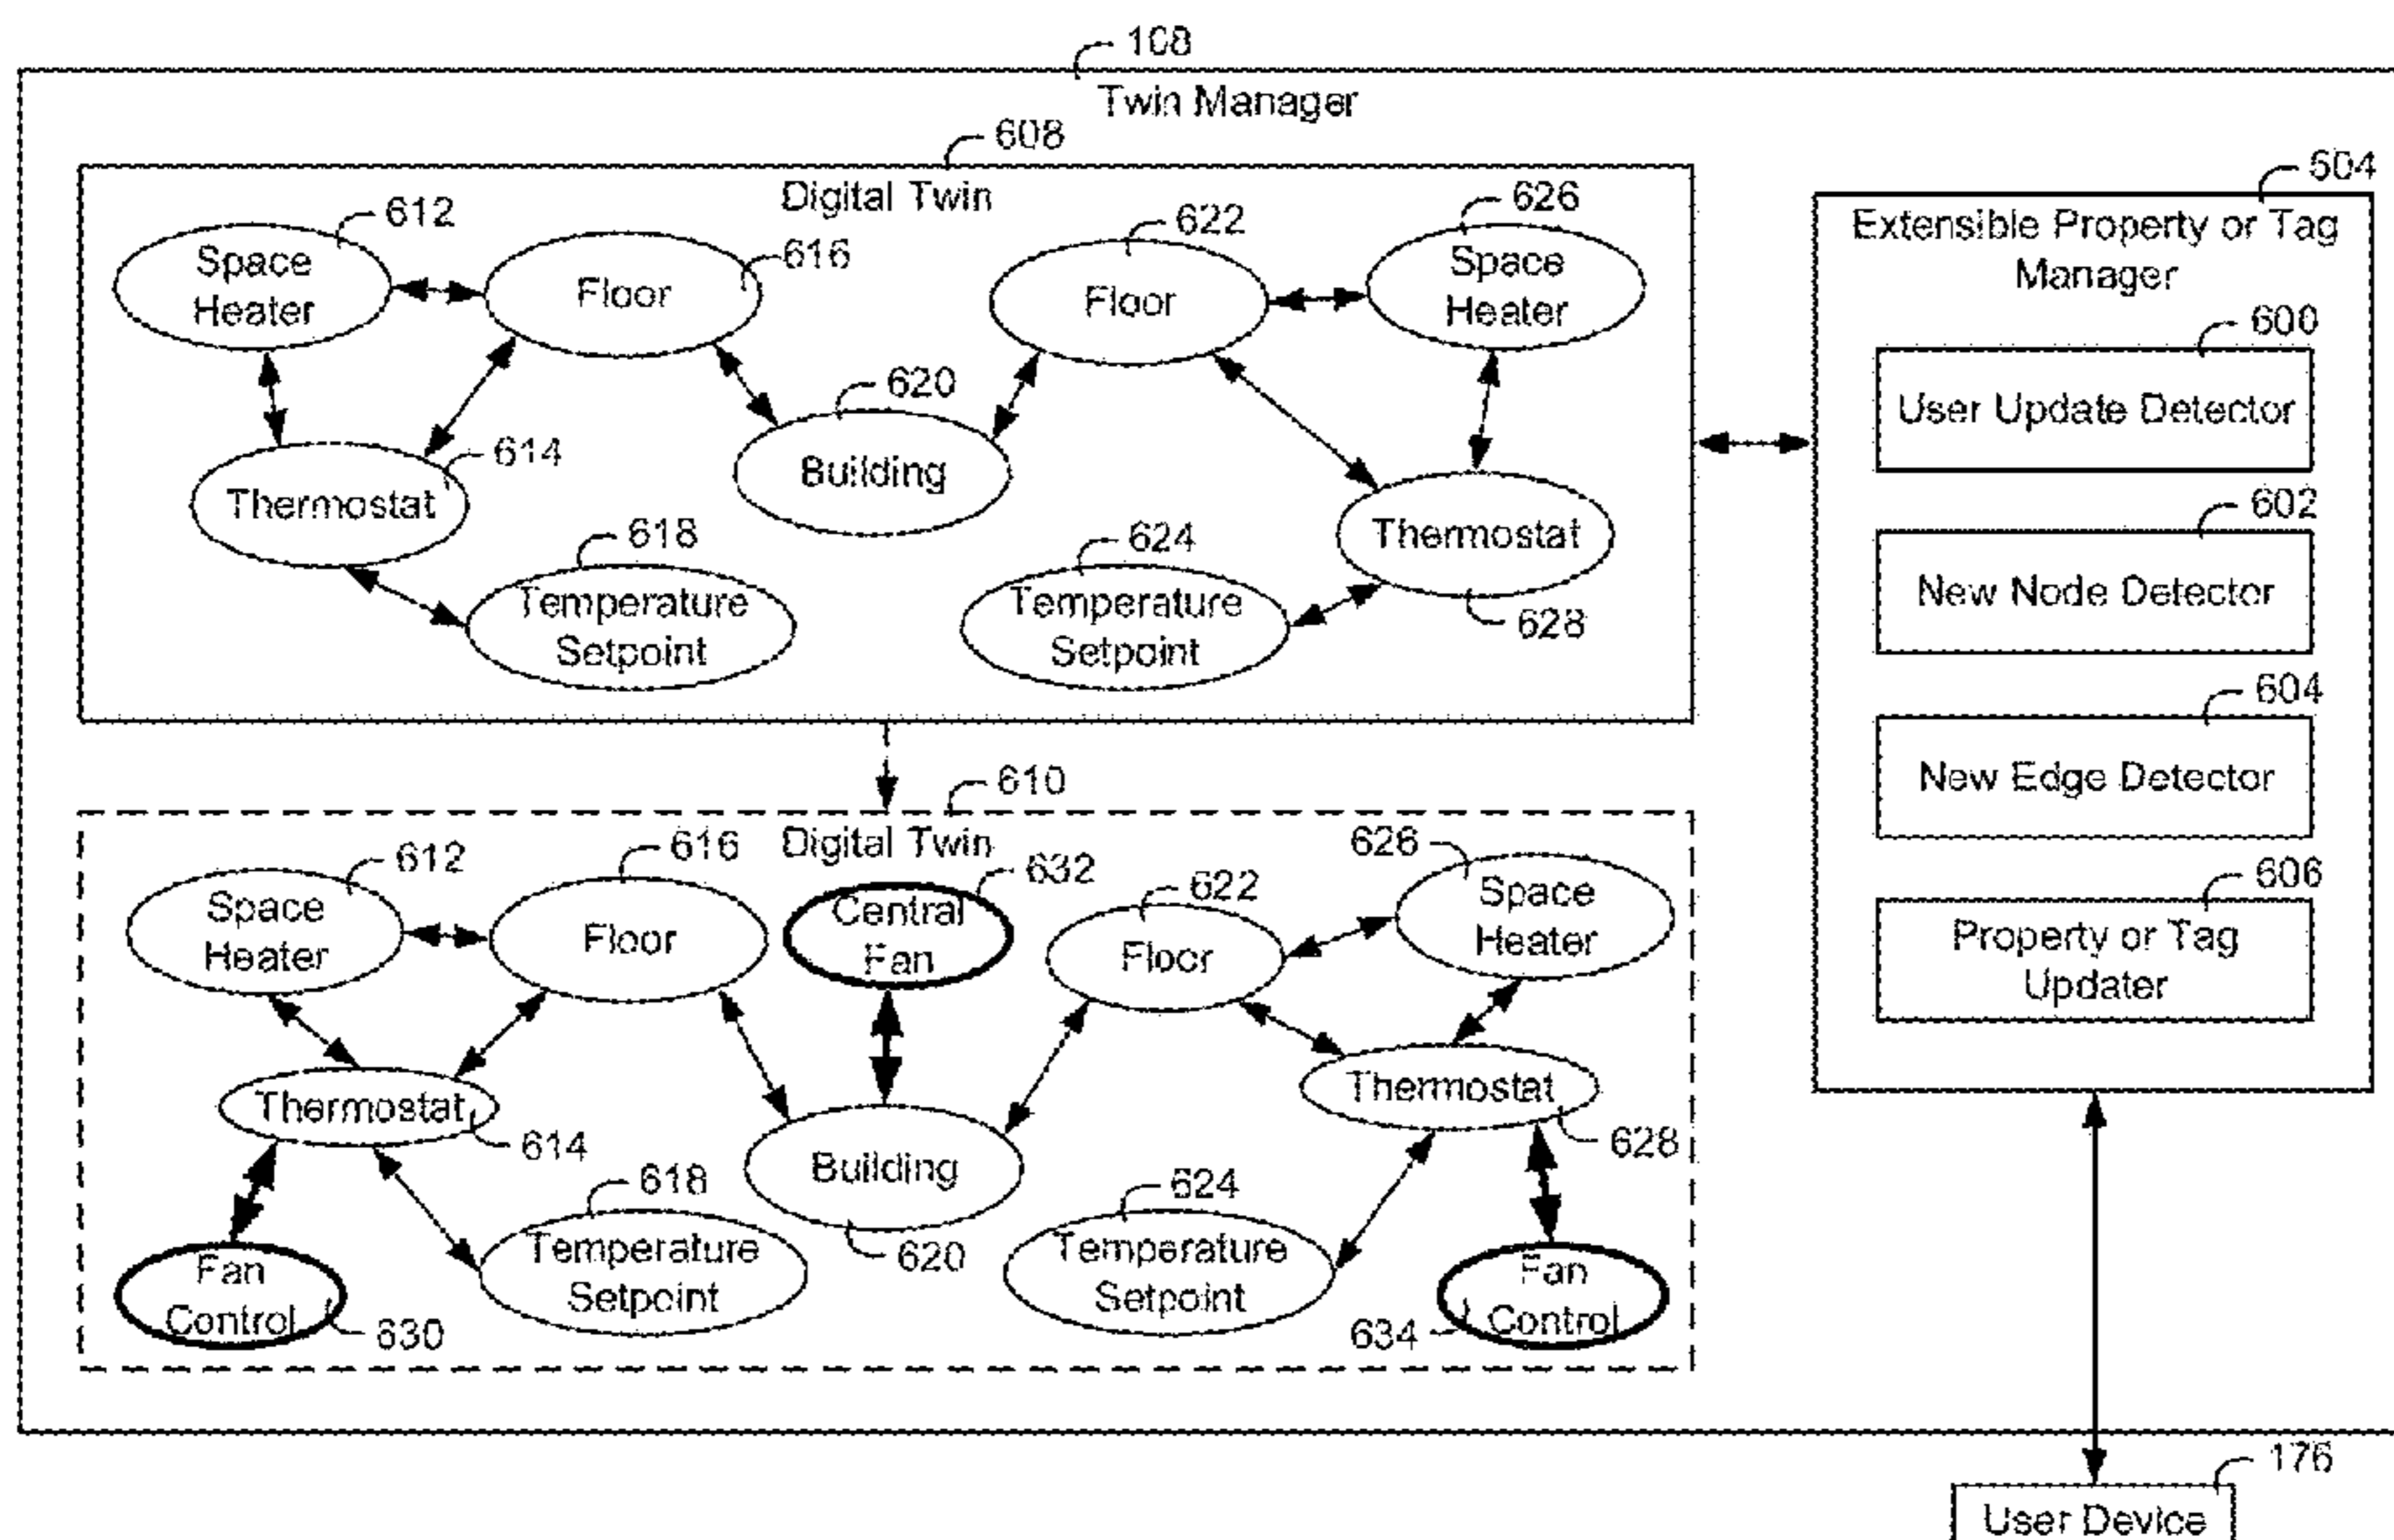 108
Twin Manager
608
Digital Twin
612
Space
Heater
616
Floor
622
Floor
626
Space
Heater
620
Building
614
Thermostat
618
Temperature
Setpoint
624
Temperature
Setpoint
Thermostat
628
504
Extensible Property or Tag
Manager
600
User Update Detector
602
New Node Detector
604
New Edge Detector
606
Property or Tag
Updater
610
Digital Twin
612
Space
Heater
616
Floor
632
Central
Fan
622
Floor
626
Space
Heater
Thermostat
614
Building
620
Thermostat
628
618
Temperature
Setpoint
624
Temperature
Setpoint
Fan
Control
630
Fan
Control
634
176
User Device